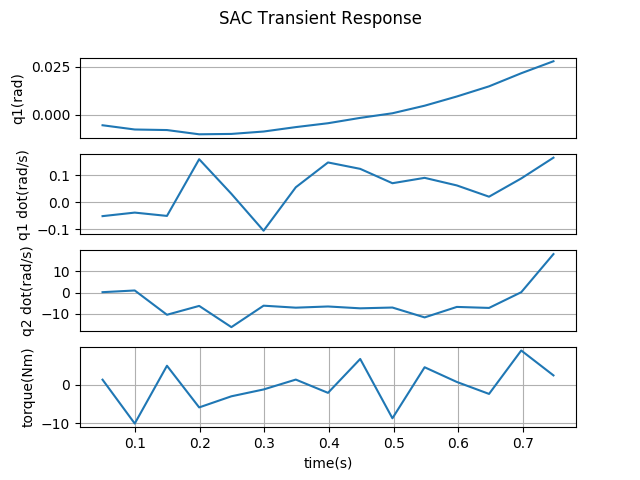 SAC Transient Response
q1(rad)
0.025
0.000
q1 dot(rad/s)
0.1
0.0
−0.1
q2 dot(rad/s)
10
0
−10
torque(Nm)
0
−10
0.1 0.2 0.3 0.4 0.5 0.6 0.7
time(s)